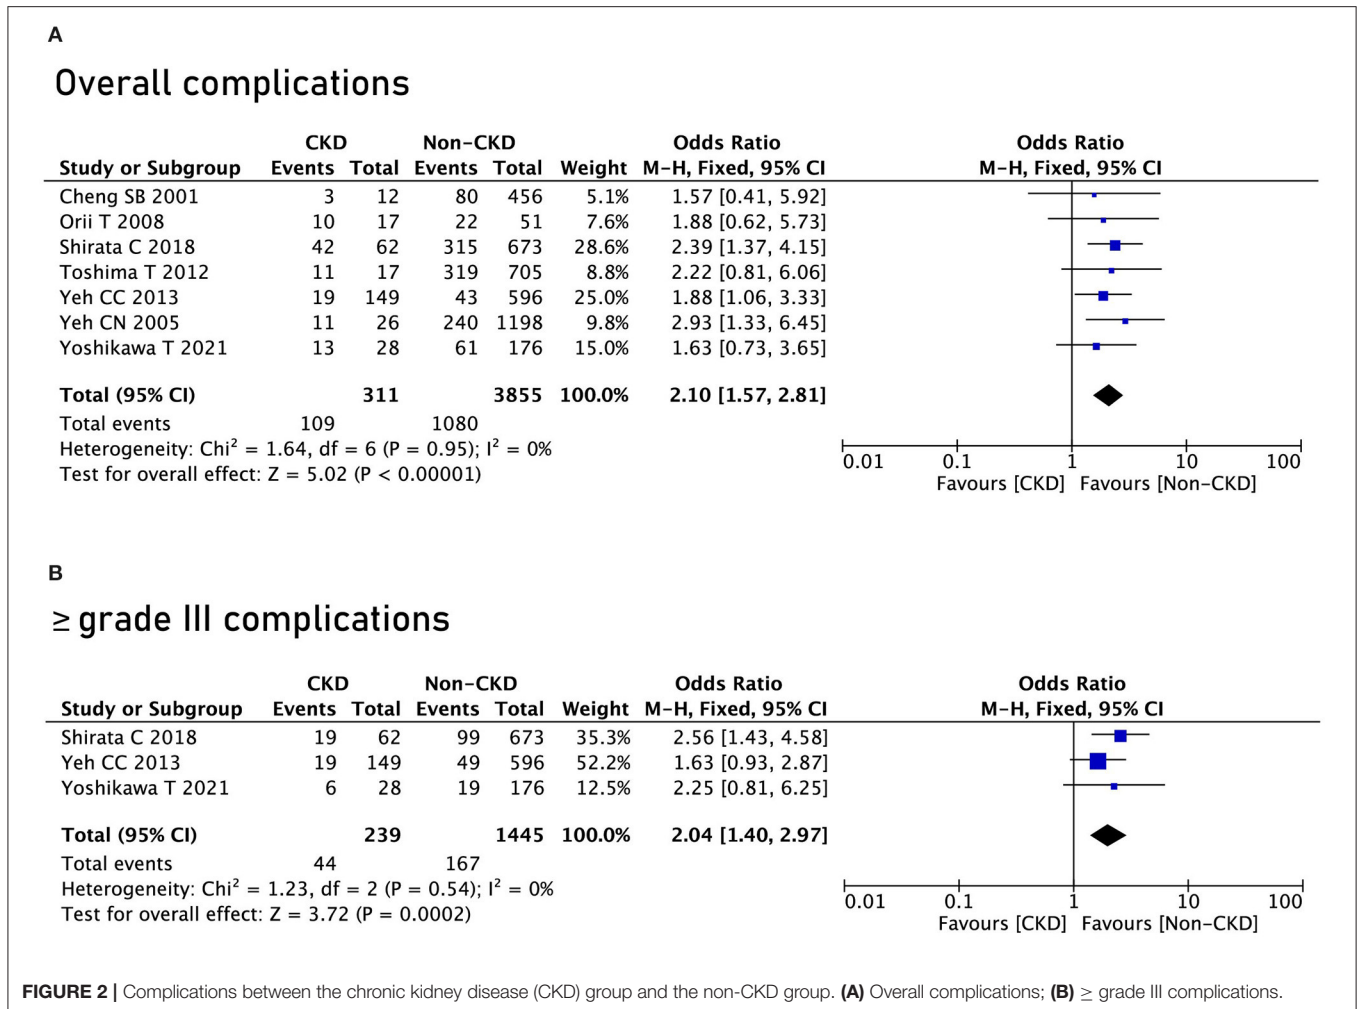 A
Overall complications
CKD Non-CKD Odds Ratio Odds Ratio
Study or Subgroup Events Total Events Total Weight M-H, Fixed, 95% CI M-H, Fixed, 95% CI
Cheng SB 2001 3 12 80 456 5.1% 1.57 [0.41, 5.92]
Orii T 2008 10 17 22 51 7.6% 1.88 [0.62, 5.73]
Shirata C 2018 42 62 315 673 28.6% 2.39 [1.37, 4.15]
Toshima T 2012 11 17 319 705 8.8% 2.22 [0.81, 6.06]
Yeh CC 2013 19 149 43 596 25.0% 1.88 [1.06, 3.33]
Yeh CN 2005 11 26 240 1198 9.8% 2.93 [1.33, 6.45]
Yoshikawa T 2021 13 28 61 176 15.0% 1.63 [0.73, 3.65]
Total (95% CI) 311 3855 100.0% 2.10 [1.57, 2.81]
Total events 109 1080
Heterogeneity: Chi² = 1.64, df = 6 (P = 0.95); I² = 0%
Test for overall effect: Z = 5.02 (P < 0.00001)
0.01 0.1 1 10 100
Favours [CKD] Favours [Non-CKD]
B
≥ grade III complications
CKD Non-CKD Odds Ratio Odds Ratio
Study or Subgroup Events Total Events Total Weight M-H, Fixed, 95% CI M-H, Fixed, 95% CI
Shirata C 2018 19 62 99 673 35.3% 2.56 [1.43, 4.58]
Yeh CC 2013 19 149 49 596 52.2% 1.63 [0.93, 2.87]
Yoshikawa T 2021 6 28 19 176 12.5% 2.25 [0.81, 6.25]
Total (95% CI) 239 1445 100.0% 2.04 [1.40, 2.97]
Total events 44 167
Heterogeneity: Chi² = 1.23, df = 2 (P = 0.54); I² = 0%
Test for overall effect: Z = 3.72 (P = 0.0002)
0.01 0.1 1 10 100
Favours [CKD] Favours [Non-CKD]
FIGURE 2 | Complications between the chronic kidney disease (CKD) group and the non-CKD group. (A) Overall complications; (B) ≥ grade III complications.